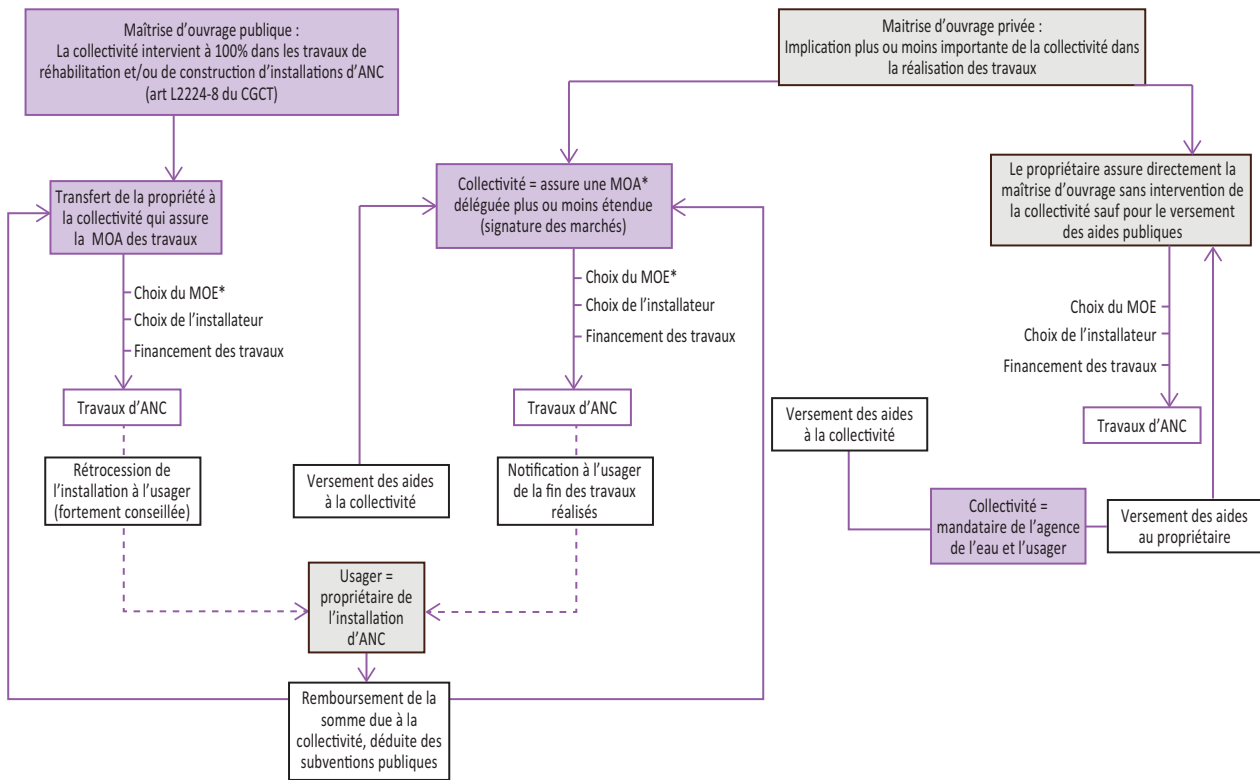 Maîtrise d'ouvrage publique :
La collectivité intervient à 100% dans les travaux de
réhabilitation et/ou de construction d'installations d'ANC
(art L2224-8 du CGCT)
Maitrise d'ouvrage privée :
Implication plus ou moins importante de la collectivité dans
la réalisation des travaux
Transfert de la propriété à
la collectivité qui assure
la MOA des travaux
Collectivité = assure une MOA*
déléguée plus ou moins étendue
(signature des marchés)
Le propriétaire assure directement la
maîtrise d'ouvrage sans intervention de
la collectivité sauf pour le versement
des aides publiques
Choix du MOE*
Choix de l'installateur
Financement des travaux
Choix du MOE*
Choix de l'installateur
Financement des travaux
Choix du MOE
Choix de l'installateur
Financement des travaux
Travaux d'ANC
Travaux d'ANC
Travaux d'ANC
Rétrocession de
l'installation à l'usager
(fortement conseillée)
Versement des aides
à la collectivité
Notification à l'usager
de la fin des travaux
réalisés
Versement des aides
à la collectivité
Collectivité =
mandataire de l'agence
de l'eau et l'usager
Versement des aides
au propriétaire
Usager =
propriétaire de
l'installation
d'ANC
Remboursement de la
somme due à la
collectivité, déduite des
subventions publiques